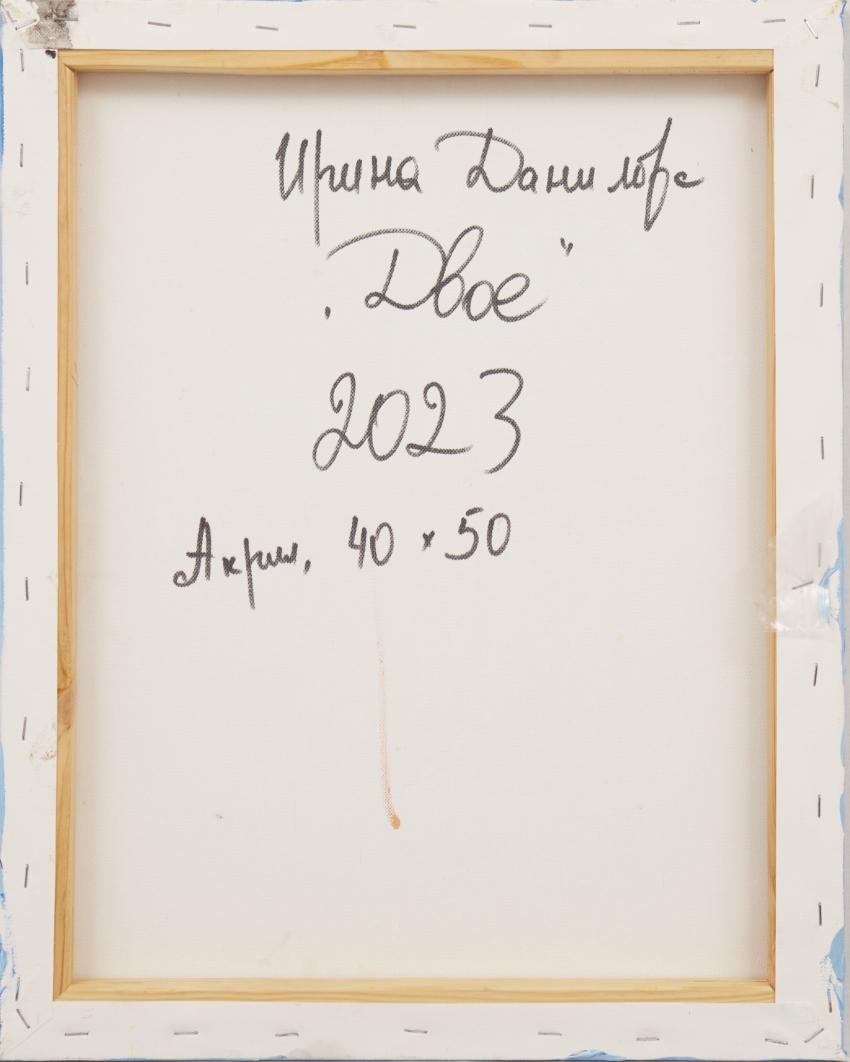 Ирина Данилова
„Двое"
2023
Акрил, 40 x 50